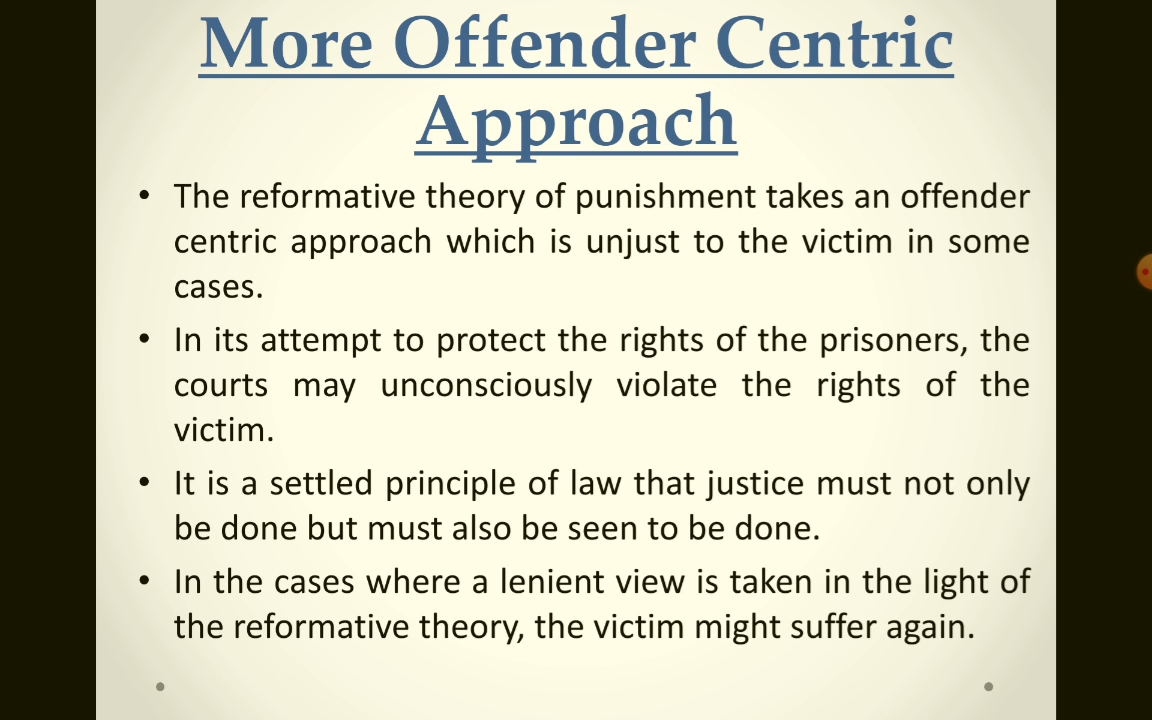 More Offender Centric
Approach
• The reformative theory of punishment takes an offender
centric approach which is unjust to the victim in some
cases.
• In its attempt to protect the rights of the prisoners, the
courts may unconsciously violate the rights of the
victim.
• It is a settled principle of law that justice must not only
be done but must also be seen to be done.
• In the cases where a lenient view is taken in the light of
the reformative theory, the victim might suffer again.